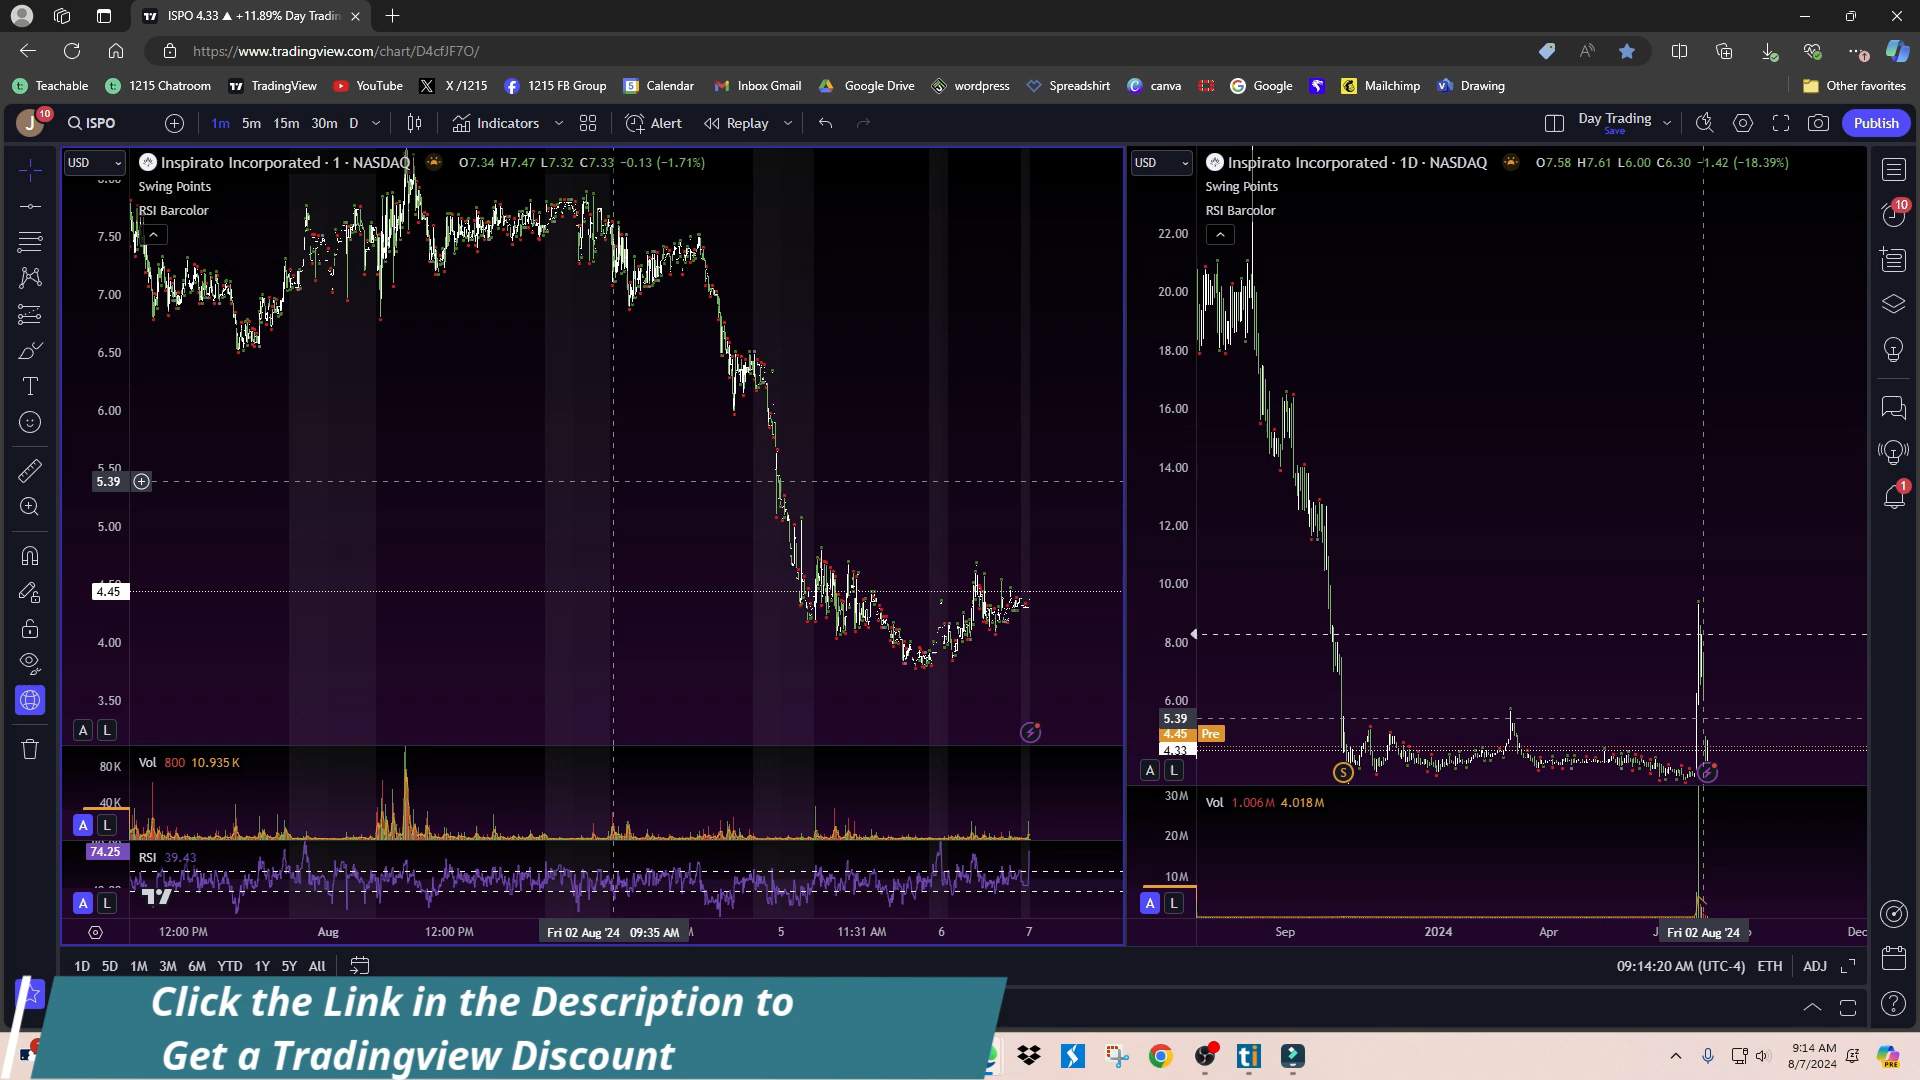 ISPO 4.33 ▲ +11.89% Day Tradin
https://www.tradingview.com/chart/D4cfJF7O/
Teachable 1215 Chatroom TradingView YouTube X /1215 1215 FB Group Calendar Inbox Gmail Google Drive wordpress Spreadshirt canva Google Mailchimp Drawing Other favorites
J 10 ISPO 1m 5m 15m 30m D Indicators Alert Replay Day Trading Save Publish
USD Inspirato Incorporated · 1 · NASDAQ O7.34 H7.47 L7.32 C7.33 −0.13 (−1.71%)
Swing Points
RSI Barcolor
7.50
7.00
6.50
6.00
5.50
5.39
5.00
4.45
4.00
3.50
A L
Vol 800 10.935K
80K
40K
A L
74.25
RSI 39.43
A L
12:00 PM Aug 12:00 PM Fri 02 Aug '24 09:35 AM 5 11:31 AM 6 7
USD Inspirato Incorporated · 1D · NASDAQ O7.58 H7.61 L6.00 C6.30 −1.42 (−18.39%)
Swing Points
RSI Barcolor
22.00
20.00
18.00
16.00
14.00
12.00
10.00
8.00
6.00
5.39
4.45 Pre
4.33
S
A L
30M
Vol 1.006M 4.018M
20M
10M
A L
Sep 2024 Apr Fri 02 Aug '24 Dec
10
1
1D 5D 1M 3M 6M YTD 1Y 5Y All 09:14:20 AM (UTC-4) ETH ADJ
Click the Link in the Description to
Get a Tradingview Discount
9:14 AM
8/7/2024